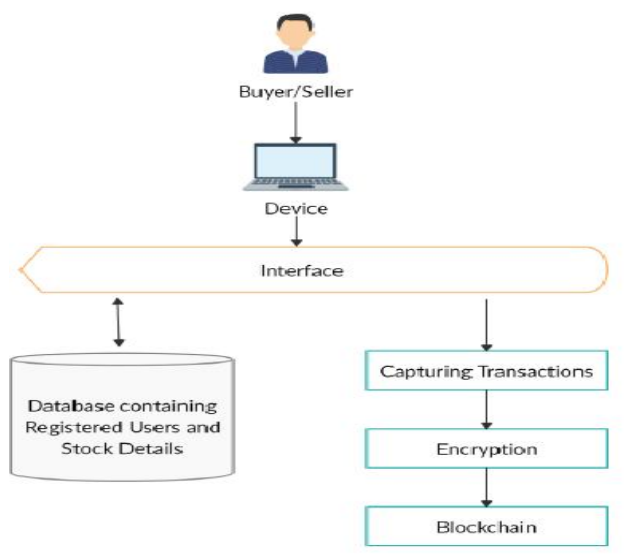 Buyer/Seller
Device
Interface
Database containing
Registered Users and
Stock Details
Capturing Transactions
Encryption
Blockchain